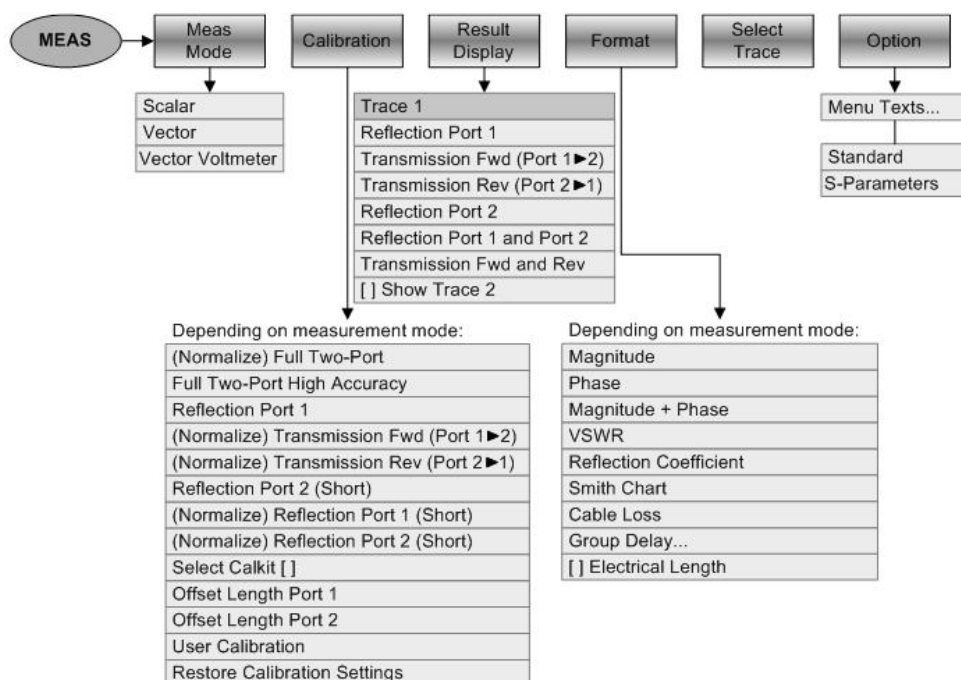 MEAS
Meas
Mode
Calibration
Result
Display
Format
Select
Trace
Option
Scalar
Vector
Vector Voltmeter
Trace 1
Reflection Port 1
Transmission Fwd (Port 1►2)
Transmission Rev (Port 2►1)
Reflection Port 2
Reflection Port 1 and Port 2
Transmission Fwd and Rev
[ ] Show Trace 2
Menu Texts...
Standard
S-Parameters
Depending on measurement mode:
(Normalize) Full Two-Port
Full Two-Port High Accuracy
Reflection Port 1
(Normalize) Transmission Fwd (Port 1►2)
(Normalize) Transmission Rev (Port 2►1)
Reflection Port 2 (Short)
(Normalize) Reflection Port 1 (Short)
(Normalize) Reflection Port 2 (Short)
Select Calkit [ ]
Offset Length Port 1
Offset Length Port 2
User Calibration
Restore Calibration Settings
Depending on measurement mode:
Magnitude
Phase
Magnitude + Phase
VSWR
Reflection Coefficient
Smith Chart
Cable Loss
Group Delay...
[ ] Electrical Length